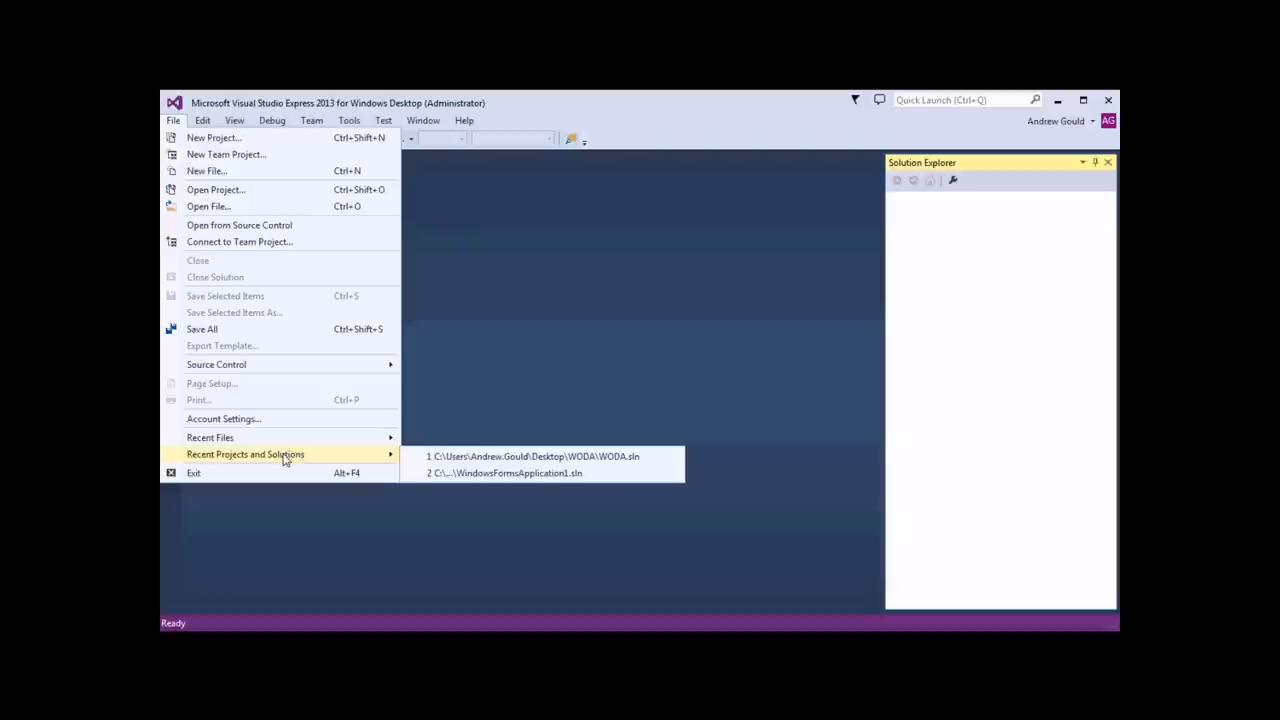 Microsoft Visual Studio Express 2013 for Windows Desktop (Administrator)
Quick Launch (Ctrl+Q)
File Edit View Debug Team Tools Test Window Help
Andrew Gould AG
New Project... Ctrl+Shift+N
New Team Project...
New File... Ctrl+N
Open Project... Ctrl+Shift+O
Open File... Ctrl+O
Open from Source Control
Connect to Team Project...
Close
Close Solution
Save Selected Items Ctrl+S
Save Selected Items As...
Save All Ctrl+Shift+S
Export Template...
Source Control
Page Setup...
Print... Ctrl+P
Account Settings...
Recent Files
Recent Projects and Solutions
Exit Alt+F4
1 C:\Users\Andrew.Gould\Desktop\WODA\WODA.sln
2 C:\...\WindowsFormsApplication1.sln
Solution Explorer
Ready